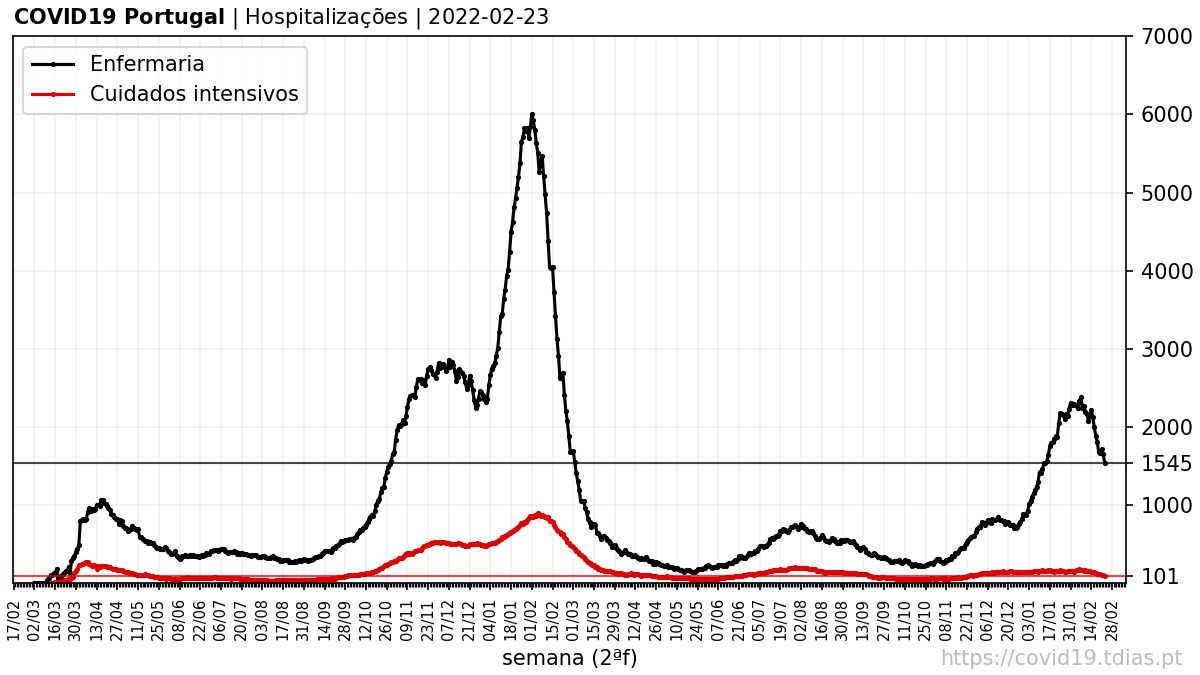 COVID19 Portugal | Hospitalizações | 2022-02-23
Enfermaria
Cuidados intensivos
7000
6000
5000
4000
3000
2000
1545
1000
101
17/02 02/03 16/03 30/03 13/04 27/04 11/05 25/05 08/06 22/06 06/07 20/07 03/08 17/08 31/08 14/09 28/09 12/10 26/10 09/11 23/11 07/12 21/12 04/01 18/01 01/02 15/02 01/03 15/03 29/03 12/04 26/04 10/05 24/05 07/06 21/06 05/07 19/07 02/08 16/08 30/08 13/09 27/09 11/10 25/10 08/11 22/11 06/12 20/12 03/01 17/01 31/01 14/02 28/02
semana (2ªf)
https://covid19.tdias.pt